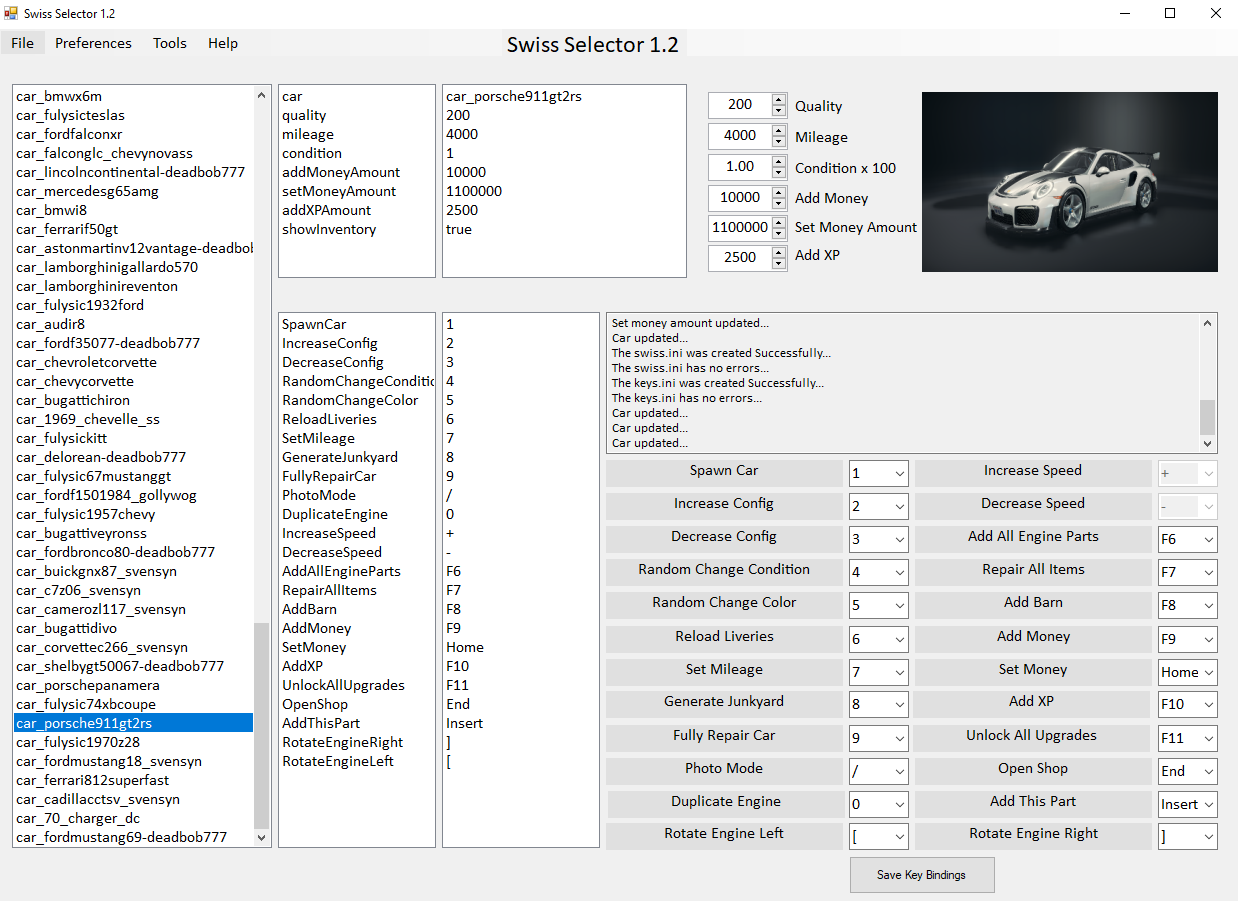 Swiss Selector 1.2
File Preferences Tools Help
Swiss Selector 1.2
car_bmwx6m
car_fulysicteslas
car_fordfalconxr
car_falconglc_chevynovass
car_lincolncontinental-deadbob777
car_mercedesg65amg
car_bmwi8
car_ferrarif50gt
car_astonmartinv12vantage-deadbob
car_lamborghinigallardo570
car_lamborghinireventon
car_fulysic1932ford
car_audir8
car_fordf35077-deadbob777
car_chevroletcorvette
car_chevycorvette
car_bugattichiron
car_1969_chevelle_ss
car_fulysickitt
car_delorean-deadbob777
car_fulysic67mustanggt
car_fordf1501984_gollywog
car_fulysic1957chevy
car_bugattiveyronss
car_fordbronco80-deadbob777
car_buickgnx87_svensyn
car_c7z06_svensyn
car_camerozl117_svensyn
car_bugattidivo
car_corvettec266_svensyn
car_shelbygt50067-deadbob777
car_porschepanamera
car_fulysic74xbcoupe
car_porsche911gt2rs
car_fulysic1970z28
car_fordmustang18_svensyn
car_ferrari812superfast
car_cadillacctsv_svensyn
car_70_charger_dc
car_fordmustang69-deadbob777
car car_porsche911gt2rs
quality 200
mileage 4000
condition 1
addMoneyAmount 10000
setMoneyAmount 1100000
addXPAmount 2500
showInventory true
200 Quality
4000 Mileage
1.00 Condition x 100
10000 Add Money
1100000 Set Money Amount
2500 Add XP
SpawnCar 1
IncreaseConfig 2
DecreaseConfig 3
RandomChangeConditic 4
RandomChangeColor 5
ReloadLiveries 6
SetMileage 7
GenerateJunkyard 8
FullyRepairCar 9
PhotoMode /
DuplicateEngine 0
IncreaseSpeed +
DecreaseSpeed -
AddAllEngineParts F6
RepairAllItems F7
AddBarn F8
AddMoney F9
SetMoney Home
AddXP F10
UnlockAllUpgrades F11
OpenShop End
AddThisPart Insert
RotateEngineRight ]
RotateEngineLeft [
Set money amount updated...
Car updated...
The swiss.ini was created Successfully...
The swiss.ini has no errors...
The keys.ini was created Successfully...
The keys.ini has no errors...
Car updated...
Car updated...
Car updated...
Spawn Car 1 Increase Speed +
Increase Config 2 Decrease Speed -
Decrease Config 3 Add All Engine Parts F6
Random Change Condition 4 Repair All Items F7
Random Change Color 5 Add Barn F8
Reload Liveries 6 Add Money F9
Set Mileage 7 Set Money Home
Generate Junkyard 8 Add XP F10
Fully Repair Car 9 Unlock All Upgrades F11
Photo Mode / Open Shop End
Duplicate Engine 0 Add This Part Insert
Rotate Engine Left [ Rotate Engine Right ]
Save Key Bindings